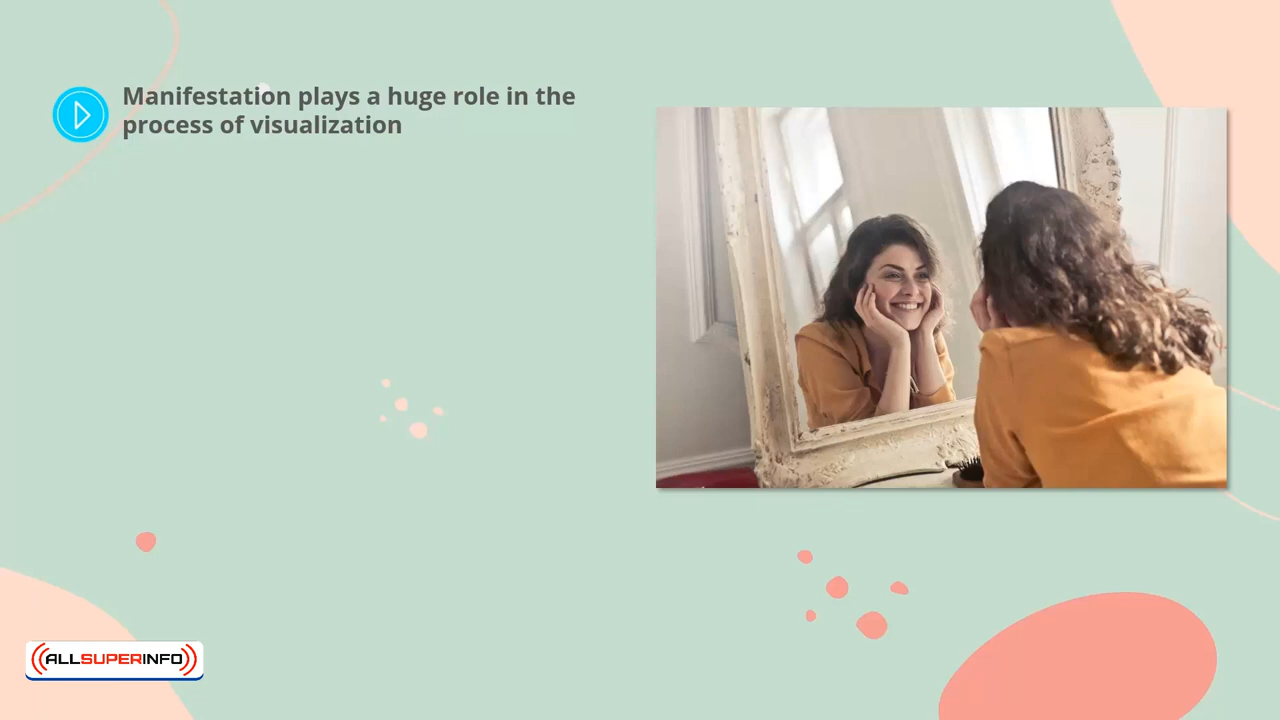 Manifestation plays a huge role in the
process of visualization
ALLSUPERINFO